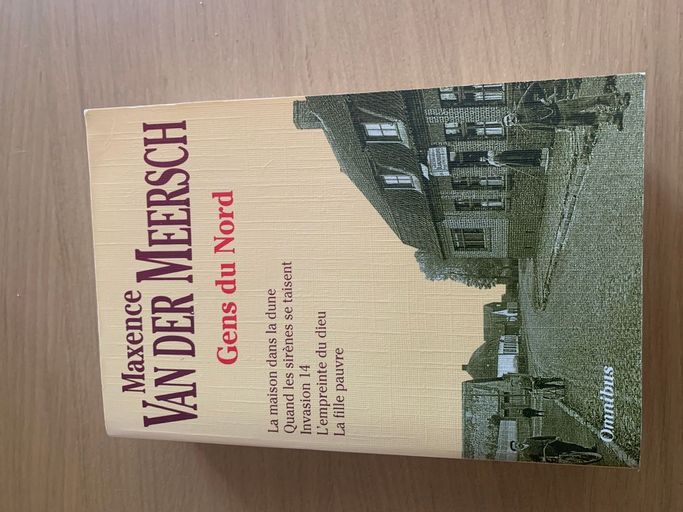 Maxence
VAN DER MEERSCH
Gens du Nord
La maison dans la dune
Quand les sirènes se taisent
Invasion 14
L'empreinte du dieu
La fille pauvre
Omnibus